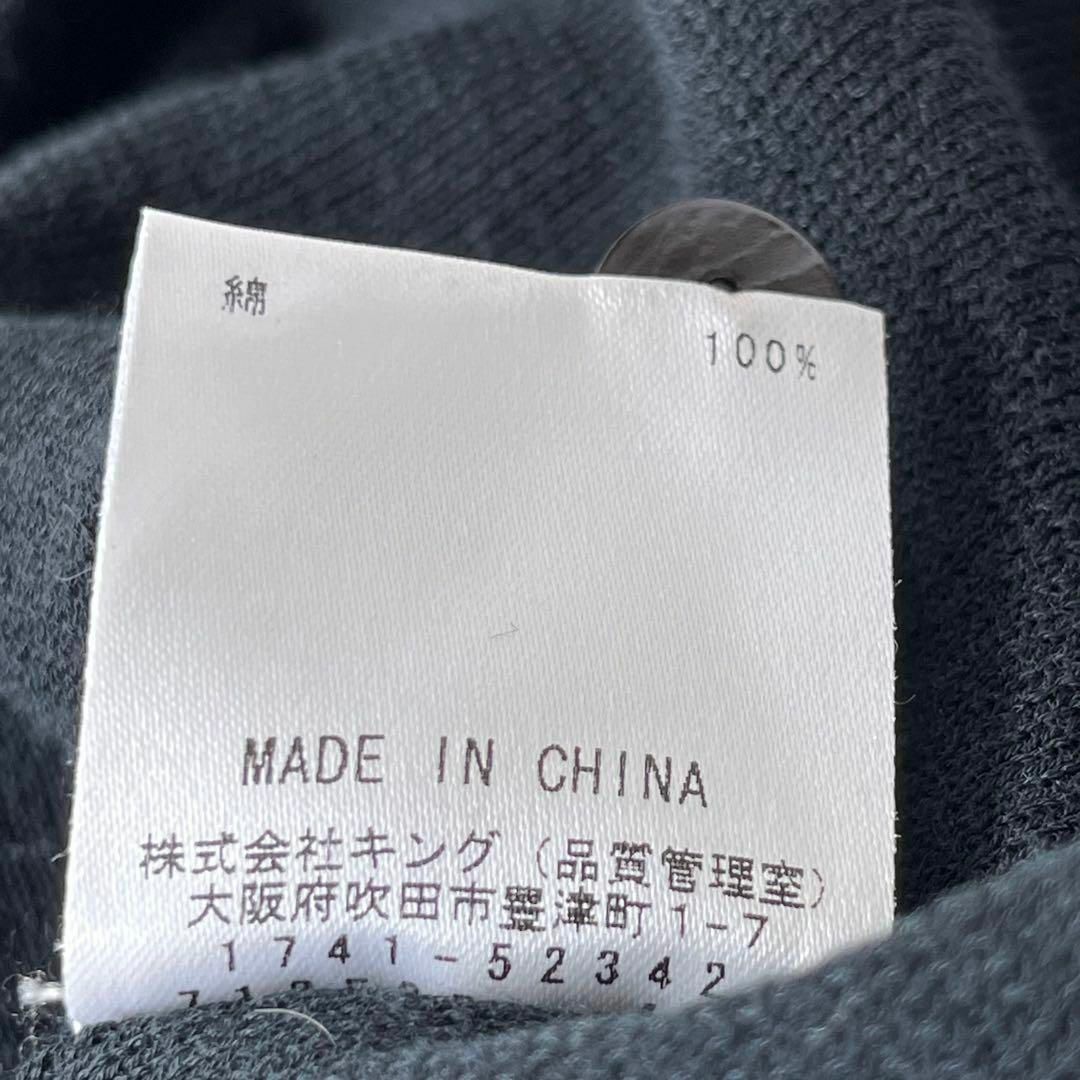 綿 100%
MADE IN CHINA
株式会社キング(品質管理室)
大阪府吹田市豊津町1-7
1741-52342